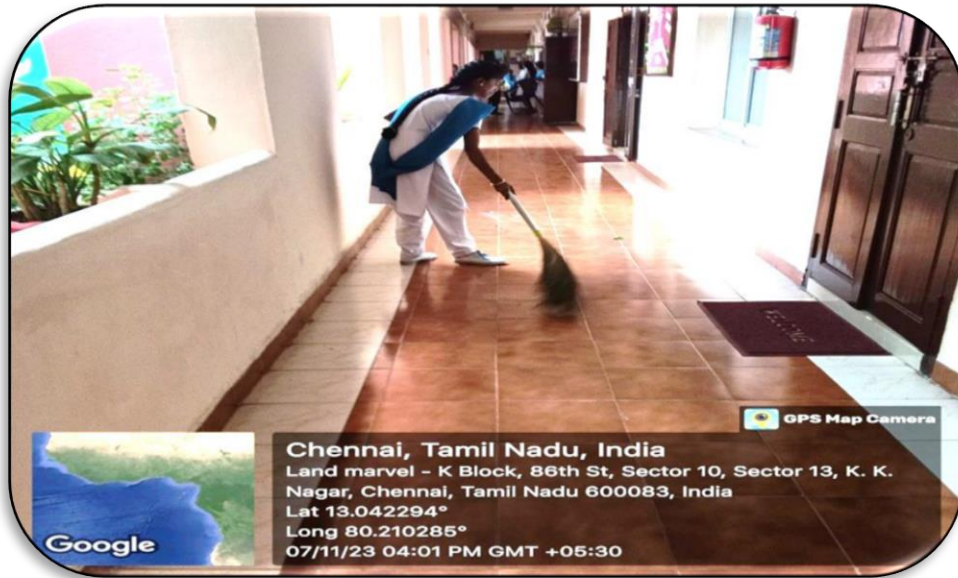 WELCOME
GPS Map Camera
Chennai, Tamil Nadu, India
Land marvel - K Block, 86th St, Sector 10, Sector 13, K. K.
Nagar, Chennai, Tamil Nadu 600083, India
Lat 13.042294°
Long 80.210285°
07/11/23 04:01 PM GMT +05:30
Google